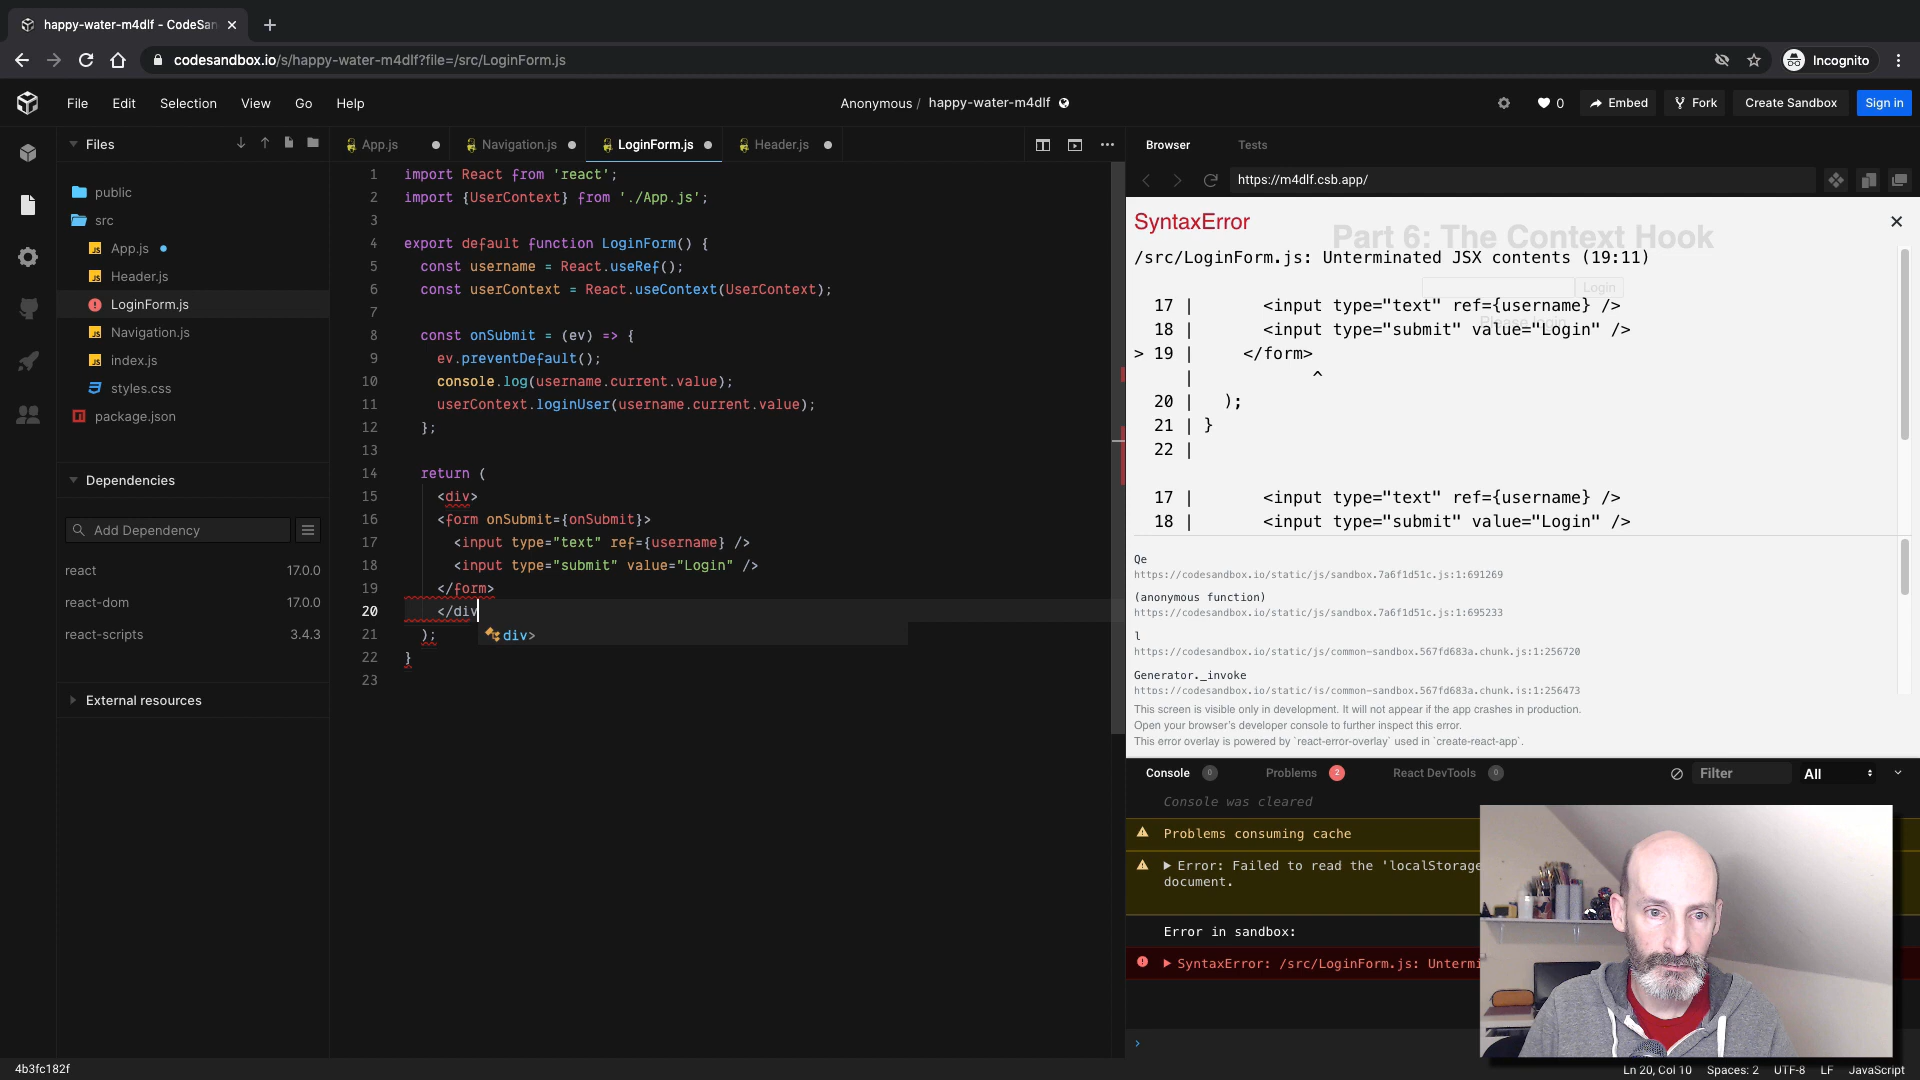 happy-water-m4dlf - CodeSan
codesandbox.io/s/happy-water-m4dlf?file=/src/LoginForm.js
Incognito
File Edit Selection View Go Help
Anonymous / happy-water-m4dlf
0
Embed
Fork
Create Sandbox
Sign in
Files
public
src
App.js
Header.js
LoginForm.js
Navigation.js
index.js
styles.css
package.json
Dependencies
Add Dependency
react 17.0.0
react-dom 17.0.0
react-scripts 3.4.3
External resources
App.js Navigation.js LoginForm.js Header.js
1 import React from 'react';
2 import {UserContext} from './App.js';
3
4 export default function LoginForm() {
5 const username = React.useRef();
6 const userContext = React.useContext(UserContext);
7
8 const onSubmit = (ev) => {
9 ev.preventDefault();
10 console.log(username.current.value);
11 userContext.loginUser(username.current.value);
12 };
13
14 return (
15 <div>
16 <form onSubmit={onSubmit}>
17 <input type="text" ref={username} />
18 <input type="submit" value="Login" />
19 </form>
20 </div
21 );
div>
22 }
23
Browser Tests
https://m4dlf.csb.app/
SyntaxError
Part 6: The Context Hook
/src/LoginForm.js: Unterminated JSX contents (19:11)
Login
Please login
17 | <input type="text" ref={username} />
18 | <input type="submit" value="Login" />
> 19 | </form>
| ^
20 | );
21 | }
22 |
17 | <input type="text" ref={username} />
18 | <input type="submit" value="Login" />
Qe
https://codesandbox.io/static/js/sandbox.7a6f1d51c.js:1:691269
(anonymous function)
https://codesandbox.io/static/js/sandbox.7a6f1d51c.js:1:695233
l
https://codesandbox.io/static/js/common-sandbox.567fd683a.chunk.js:1:256720
Generator._invoke
https://codesandbox.io/static/js/common-sandbox.567fd683a.chunk.js:1:256473
This screen is visible only in development. It will not appear if the app crashes in production.
Open your browser's developer console to further inspect this error.
This error overlay is powered by `react-error-overlay` used in `create-react-app`.
Console 0 Problems 2 React DevTools 0
Filter
All
Console was cleared
Problems consuming cache
Error: Failed to read the 'localStorage
document.
Error in sandbox:
SyntaxError: /src/LoginForm.js: Untermi
4b3fc182f
Ln 20, Col 10 Spaces: 2 UTF-8 LF JavaScript